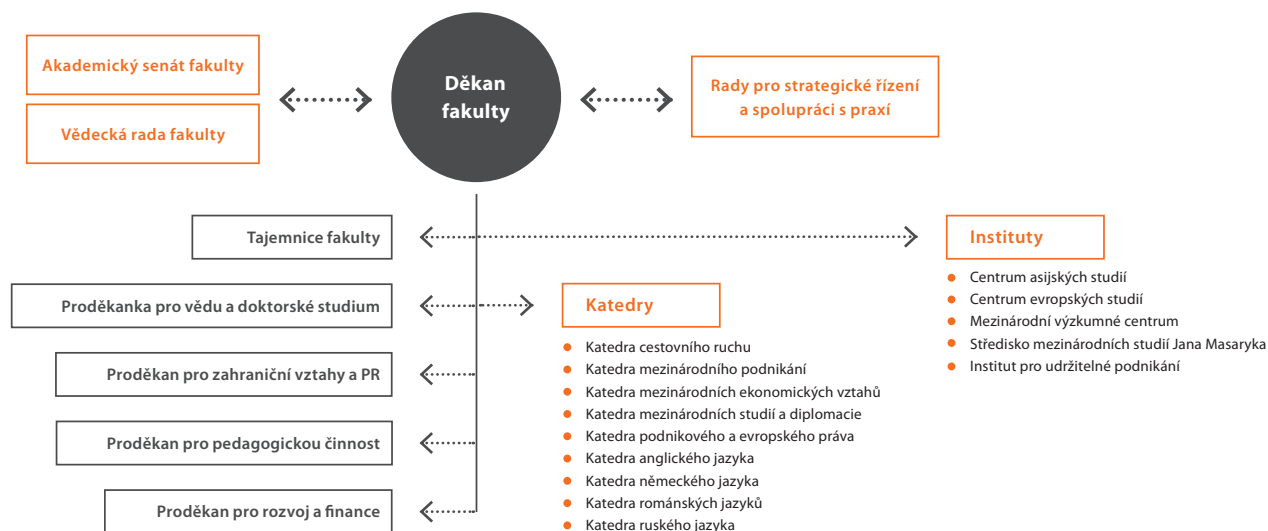 Akademický senát fakulty
Vědecká rada fakulty
Děkan
fakulty
Rady pro strategické řízení
a spolupráci s praxí
Tajemnice fakulty
Proděkanka pro vědu a doktorské studium
Proděkan pro zahraniční vztahy a PR
Proděkan pro pedagogickou činnost
Proděkan pro rozvoj a finance
Katedry
Katedra cestovního ruchu
Katedra mezinárodního podnikání
Katedra mezinárodních ekonomických vztahů
Katedra mezinárodních studií a diplomacie
Katedra podnikového a evropského práva
Katedra anglického jazyka
Katedra německého jazyka
Katedra románských jazyků
Katedra ruského jazyka
Instituty
Centrum asijských studií
Centrum evropských studií
Mezinárodní výzkumné centrum
Středisko mezinárodních studií Jana Masaryka
Institut pro udržitelné podnikání